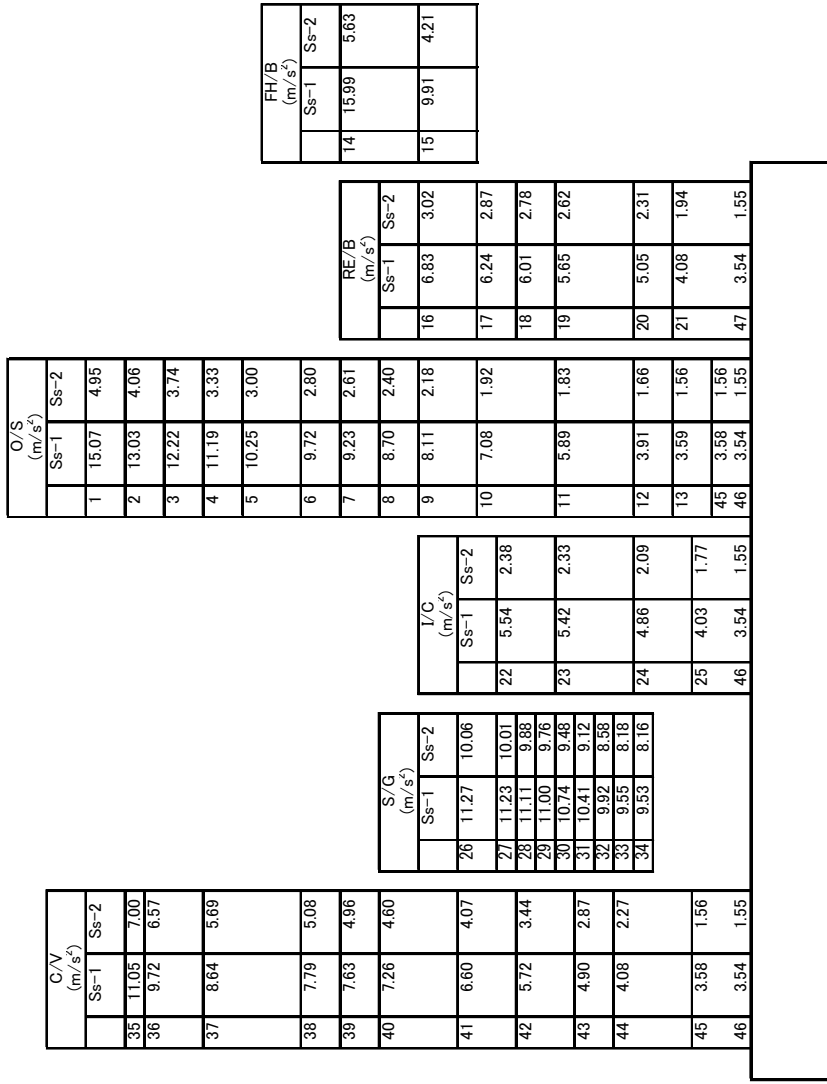 C/V
(m/s²)
Ss−1 Ss−2
35 11.05 7.00
36 9.72 6.57
37 8.64 5.69
38 7.79 5.08
39 7.63 4.96
40 7.26 4.60
41 6.60 4.07
42 5.72 3.44
43 4.90 2.87
44 4.08 2.27
45 3.58 1.56
46 3.54 1.55
S/G
(m/s²)
Ss−1 Ss−2
26 11.27 10.06
27 11.23 10.01
28 11.11 9.88
29 11.00 9.76
30 10.74 9.48
31 10.41 9.12
32 9.92 8.58
33 9.55 8.18
34 9.53 8.16
I/C
(m/s²)
Ss−1 Ss−2
22 5.54 2.38
23 5.42 2.33
24 4.86 2.09
25 4.03 1.77
46 3.54 1.55
O/S
(m/s²)
Ss−1 Ss−2
1 15.07 4.95
2 13.03 4.06
3 12.22 3.74
4 11.19 3.33
5 10.25 3.00
6 9.72 2.80
7 9.23 2.61
8 8.70 2.40
9 8.11 2.18
10 7.08 1.92
11 5.89 1.83
12 3.91 1.66
13 3.59 1.56
45 3.58 1.56
46 3.54 1.55
RE/B
(m/s²)
Ss−1 Ss−2
16 6.83 3.02
17 6.24 2.87
18 6.01 2.78
19 5.65 2.62
20 5.05 2.31
21 4.08 1.94
47 3.54 1.55
FH/B
(m/s²)
Ss−1 Ss−2
14 15.99 5.63
15 9.91 4.21